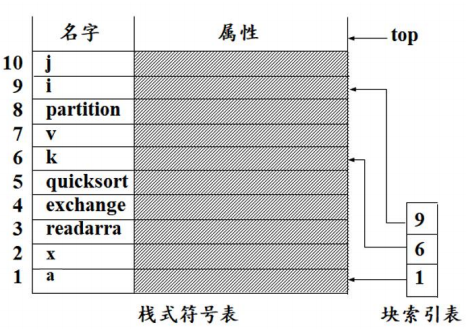 名字 属性
top
10 j
9 i
8 partition
7 v
6 k
5 quicksort
4 exchange
3 readarra
2 x
1 a
9
6
1
栈式符号表 块索引表